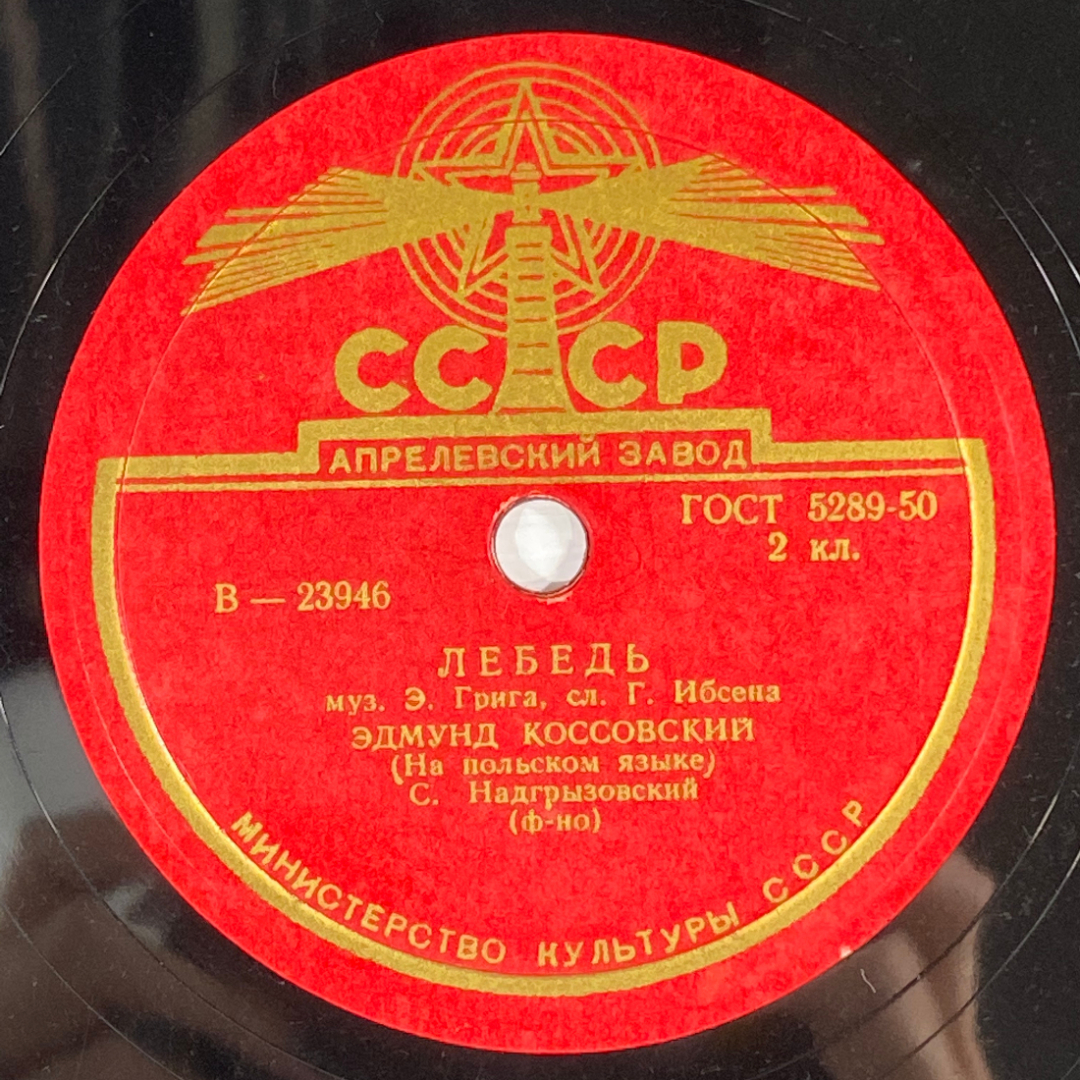 СССР
АПРЕЛЕВСКИЙ ЗАВОД
ГОСТ 5289-50
2 кл.
В — 23946
ЛЕБЕДЬ
муз. Э. Грига, сл. Г. Ибсена
ЭДМУНД КОССОВСКИЙ
(На польском языке)
С. Надгрызовский
(ф-но)
МИНИСТЕРСТВО КУЛЬТУРЫ СССР